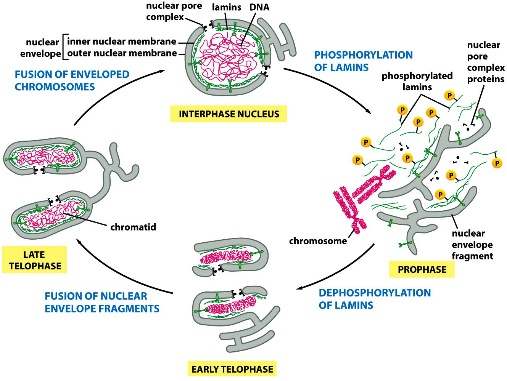 nuclear pore
complex
lamins
DNA
nuclear
envelope
inner nuclear membrane
outer nuclear membrane
INTERPHASE NUCLEUS
FUSION OF ENVELOPED
CHROMOSOMES
PHOSPHORYLATION
OF LAMINS
nuclear
pore
complex
proteins
phosphorylated
lamins
P
P
P
P
P
P
P
P
chromosome
nuclear
envelope
fragment
PROPHASE
chromatid
LATE
TELOPHASE
FUSION OF NUCLEAR
ENVELOPE FRAGMENTS
DEPHOSPHORYLATION
OF LAMINS
EARLY TELOPHASE